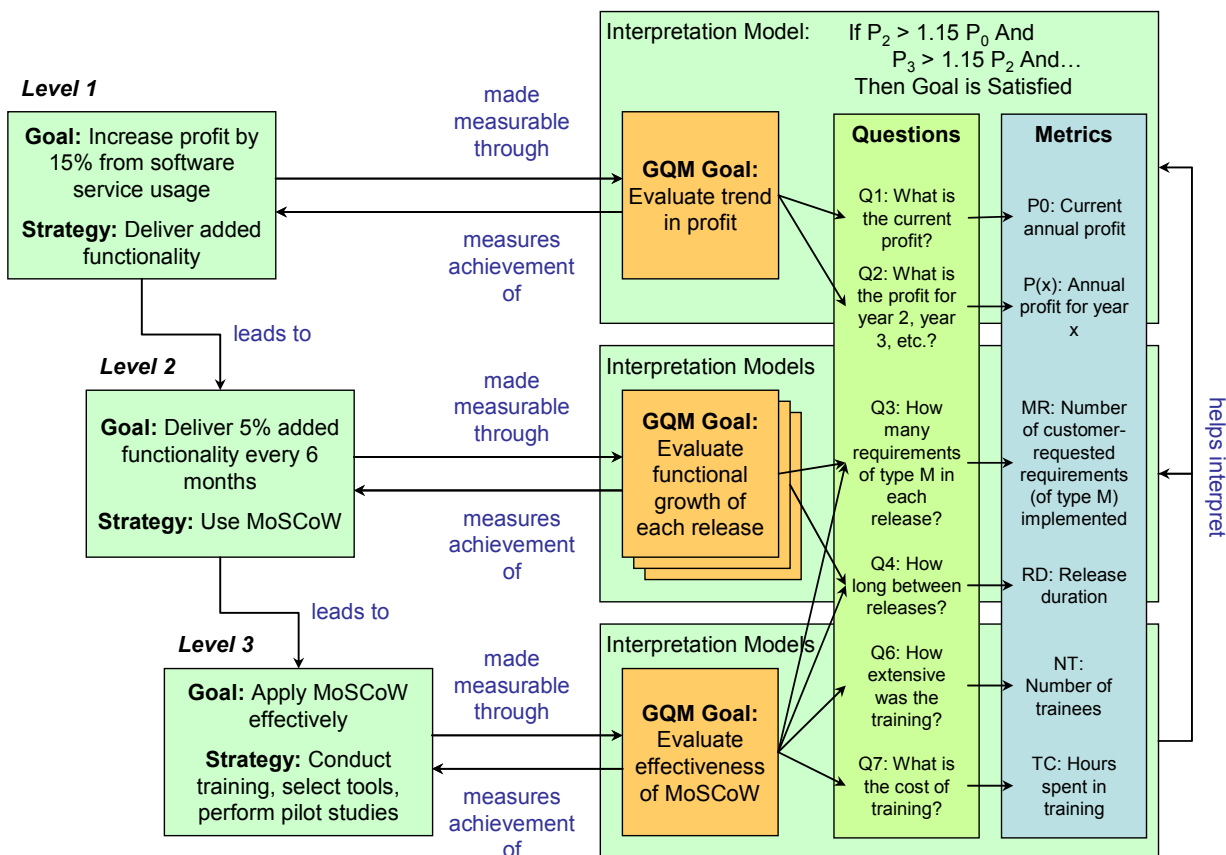 Interpretation Model: If P2 > 1.15 P0 And
P3 > 1.15 P2 And…
Then Goal is Satisfied
Level 1
Goal: Increase profit by
15% from software
service usage
Strategy: Deliver added
functionality
made
measurable
through
measures
achievement
of
GQM Goal:
Evaluate trend
in profit
Questions
Metrics
Q1: What is
the current
profit?
P0: Current
annual profit
Q2: What is
the profit for
year 2, year
3, etc.?
P(x): Annual
profit for year
x
leads to
Level 2
Goal: Deliver 5% added
functionality every 6
months
Strategy: Use MoSCoW
made
measurable
through
measures
achievement
of
Interpretation Models
GQM Goal:
Evaluate
functional
growth of
each release
Q3: How
many
requirements
of type M in
each
release?
MR: Number
of customer-
requested
requirements
(of type M)
implemented
Q4: How
long between
releases?
RD: Release
duration
helps interpret
leads to
Level 3
Goal: Apply MoSCoW
effectively
Strategy: Conduct
training, select tools,
perform pilot studies
made
measurable
through
measures
achievement
of
Interpretation Models
GQM Goal:
Evaluate
effectiveness
of MoSCoW
Q6: How
extensive
was the
training?
NT:
Number of
trainees
Q7: What is
the cost of
training?
TC: Hours
spent in
training